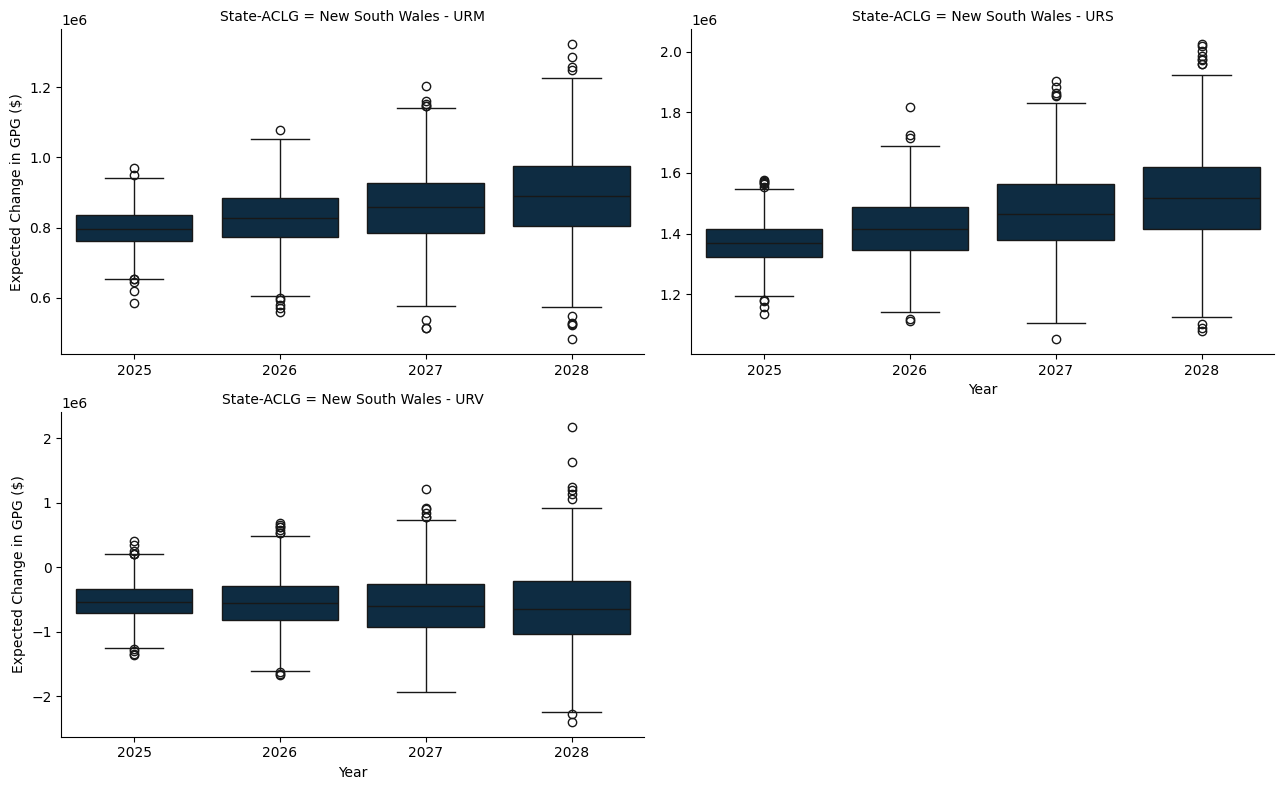 State-ACLG = New South Wales - URM
1e6
Expected Change in GPG ($)
1.2
1.0
0.8
0.6
2025 2026 2027 2028
State-ACLG = New South Wales - URS
1e6
2.0
1.8
1.6
1.4
1.2
2025 2026 2027 2028
Year
State-ACLG = New South Wales - URV
1e6
Expected Change in GPG ($)
2
1
0
−1
−2
2025 2026 2027 2028
Year